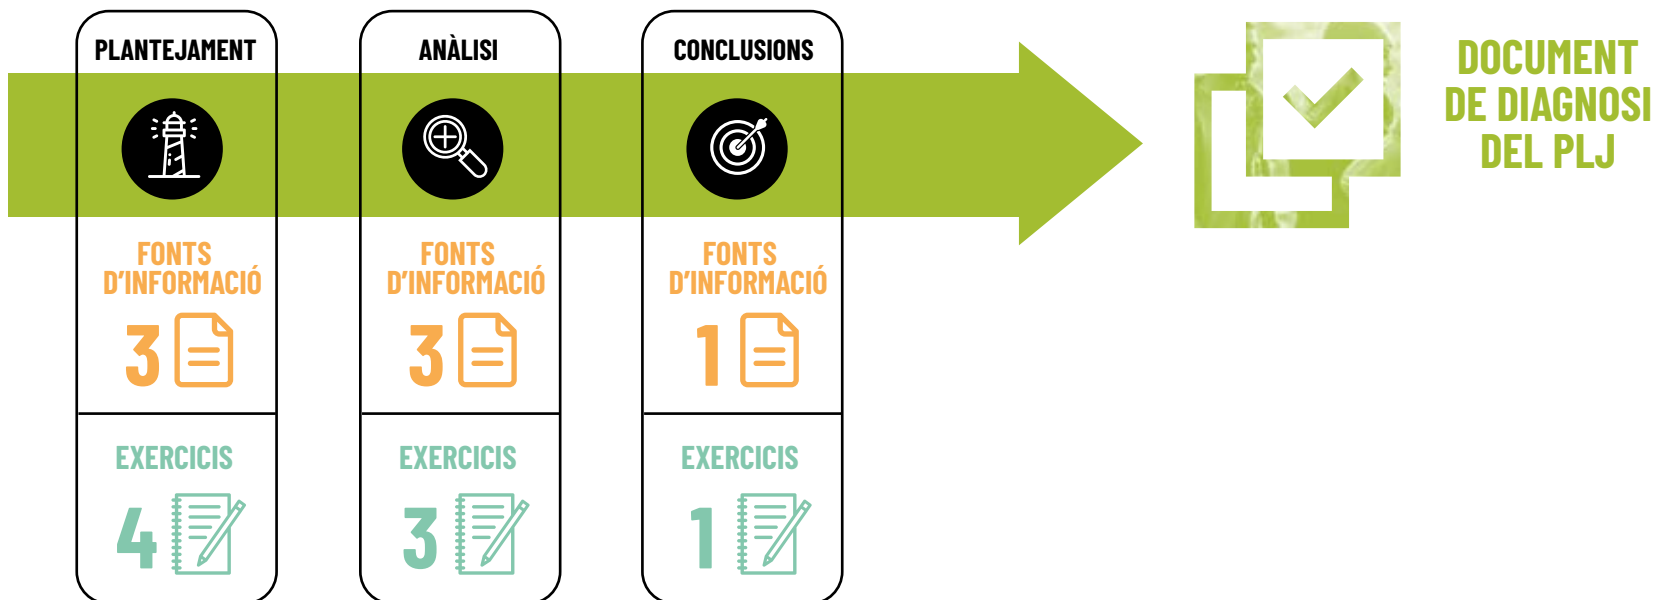 PLANTEJAMENT
FONTS
D'INFORMACIÓ
3
EXERCICIS
4
ANÀLISI
FONTS
D'INFORMACIÓ
3
EXERCICIS
3
CONCLUSIONS
FONTS
D'INFORMACIÓ
1
EXERCICIS
1
DOCUMENT
DE DIAGNOSI
DEL PLJ